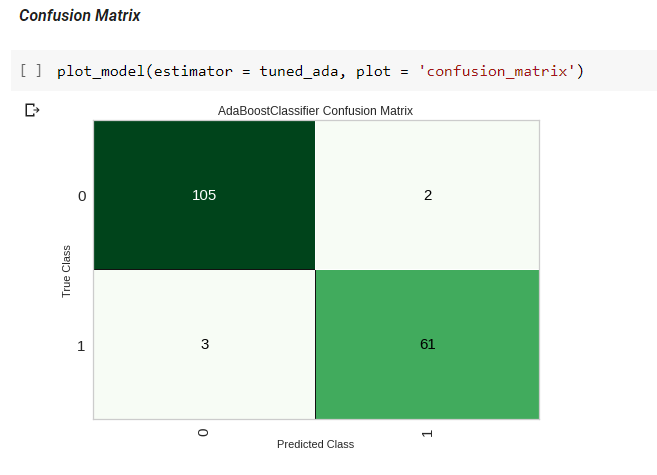 Confusion Matrix
[ ] plot_model(estimator = tuned_ada, plot = 'confusion_matrix')
AdaBoostClassifier Confusion Matrix
0 105 2
True Class
1 3 61
0 1
Predicted Class